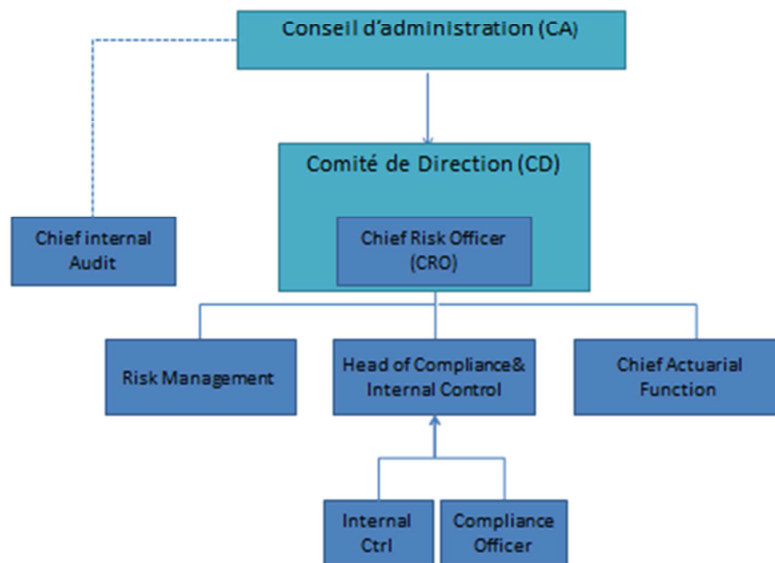 Conseil d'administration (CA)
Comité de Direction (CD)
Chief internal
Audit
Chief Risk Officer
(CRO)
Risk Management
Head of Compliance&
Internal Control
Chief Actuarial
Function
Internal
Ctrl
Compliance
Officer